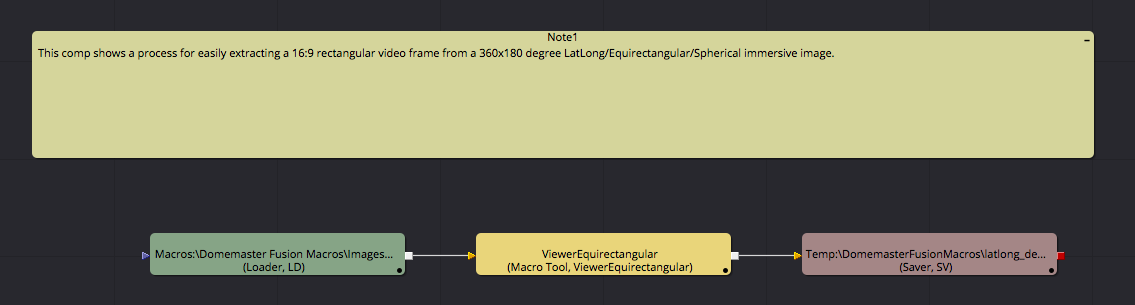 Note1
This comp shows a process for easily extracting a 16:9 rectangular video frame from a 360x180 degree LatLong/Equirectangular/Spherical immersive image.
Macros:\Domemaster Fusion Macros\Images...
(Loader, LD)
ViewerEquirectangular
(Macro Tool, ViewerEquirectangular)
Temp:\DomemasterFusionMacros\latlong_de...
(Saver, SV)